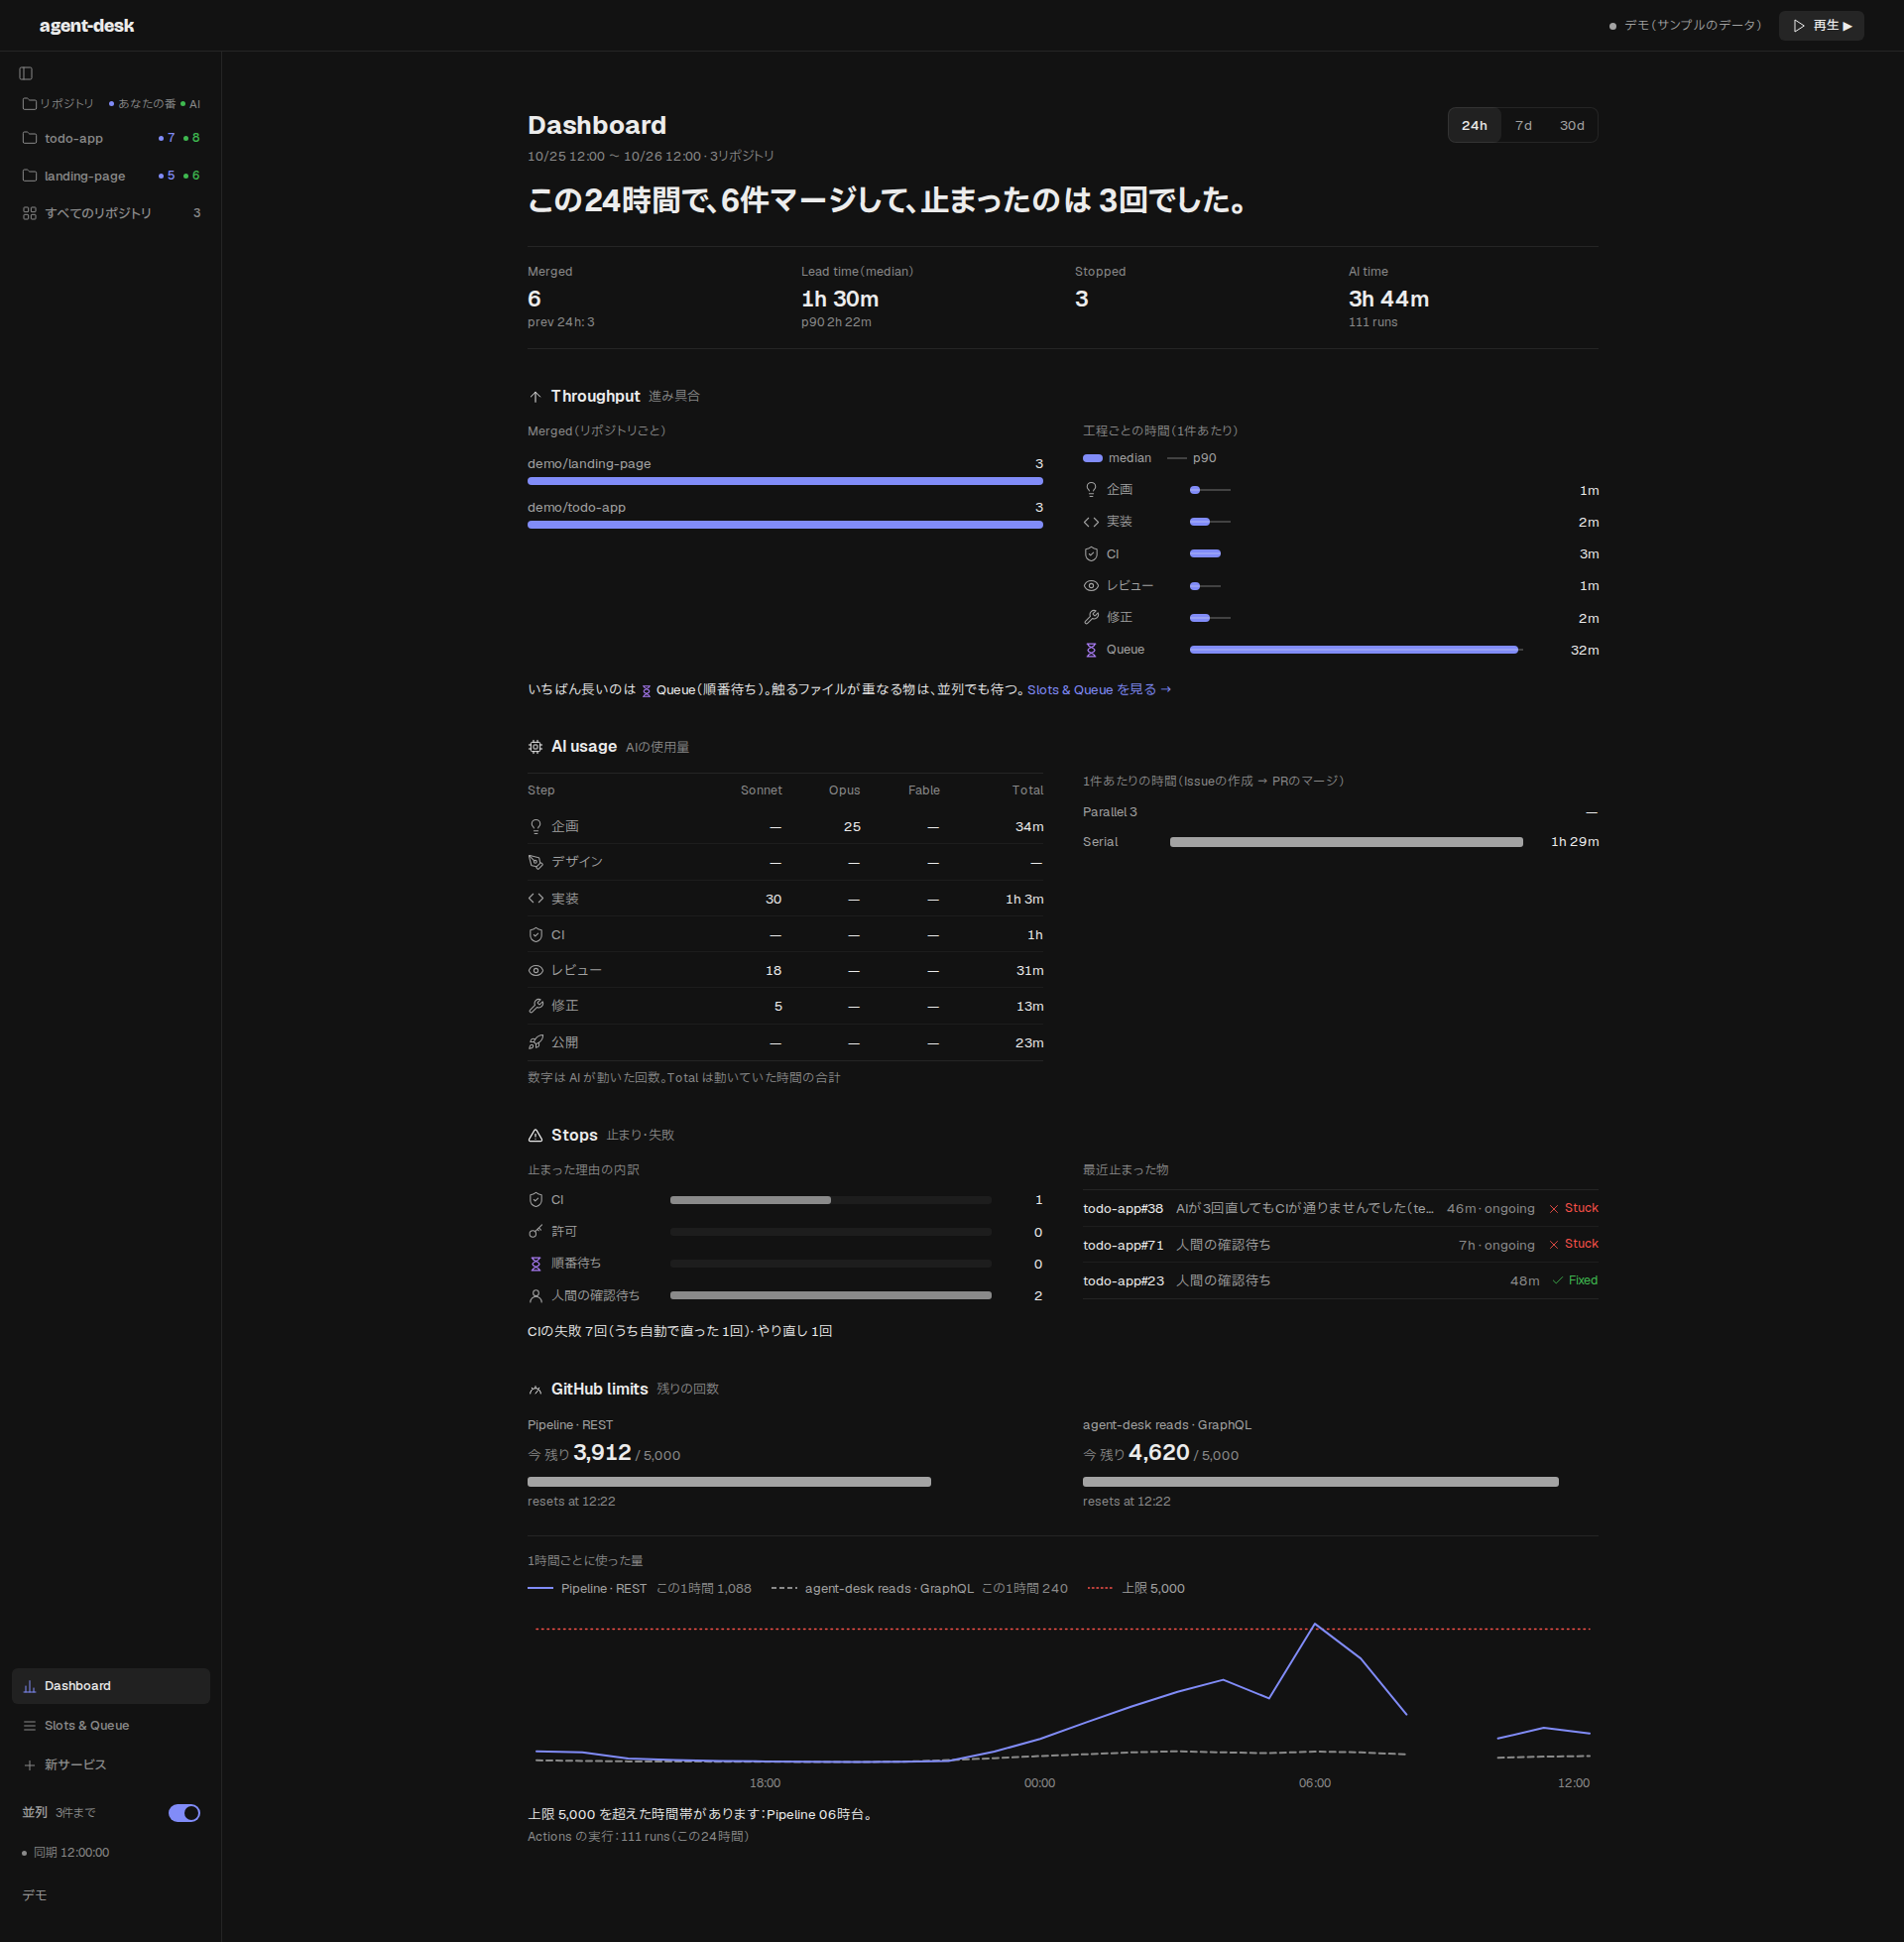 agent-desk
デモ（サンプルのデータ）
再生 ▶
リポジトリ あなたの番 AI
todo-app 7 8
landing-page 5 6
すべてのリポジトリ 3
Dashboard
24h 7d 30d
10/25 12:00 〜 10/26 12:00 · 3リポジトリ
この24時間で、6件マージして、止まったのは 3回でした。
Merged
6
prev 24h: 3
Lead time（median）
1h 30m
p90 2h 22m
Stopped
3
AI time
3h 44m
111 runs
Throughput 進み具合
Merged（リポジトリごと）
demo/landing-page 3
demo/todo-app 3
工程ごとの時間（1件あたり）
median p90
企画 1m
実装 2m
CI 3m
レビュー 1m
修正 2m
Queue 32m
いちばん長いのは Queue（順番待ち）。触るファイルが重なる物は、並列でも待つ。Slots & Queue を見る →
AI usage AIの使用量
Step Sonnet Opus Fable Total
企画 — 25 — 34m
デザイン — — — —
実装 30 — — 1h 3m
CI — — — 1h
レビュー 18 — — 31m
修正 5 — — 13m
公開 — — — 23m
数字は AI が動いた回数。Total は動いていた時間の合計
1件あたりの時間（Issueの作成 → PRのマージ）
Parallel 3 —
Serial 1h 29m
Stops 止まり・失敗
止まった理由の内訳
CI 1
許可 0
順番待ち 0
人間の確認待ち 2
CIの失敗 7回（うち自動で直った 1回）· やり直し 1回
最近止まった物
todo-app#38 AIが3回直してもCIが通りませんでした（te… 46m · ongoing Stuck
todo-app#71 人間の確認待ち 7h · ongoing Stuck
todo-app#23 人間の確認待ち 48m Fixed
GitHub limits 残りの回数
Pipeline · REST
今 残り 3,912 / 5,000
resets at 12:22
agent-desk reads · GraphQL
今 残り 4,620 / 5,000
resets at 12:22
1時間ごとに使った量
Pipeline · REST この1時間 1,088 agent-desk reads · GraphQL この1時間 240 上限 5,000
18:00 00:00 06:00 12:00
上限 5,000 を超えた時間帯があります：Pipeline 06時台。
Actions の実行：111 runs（この24時間）
Dashboard
Slots & Queue
新サービス
並列 3件まで
同期 12:00:00
デモ